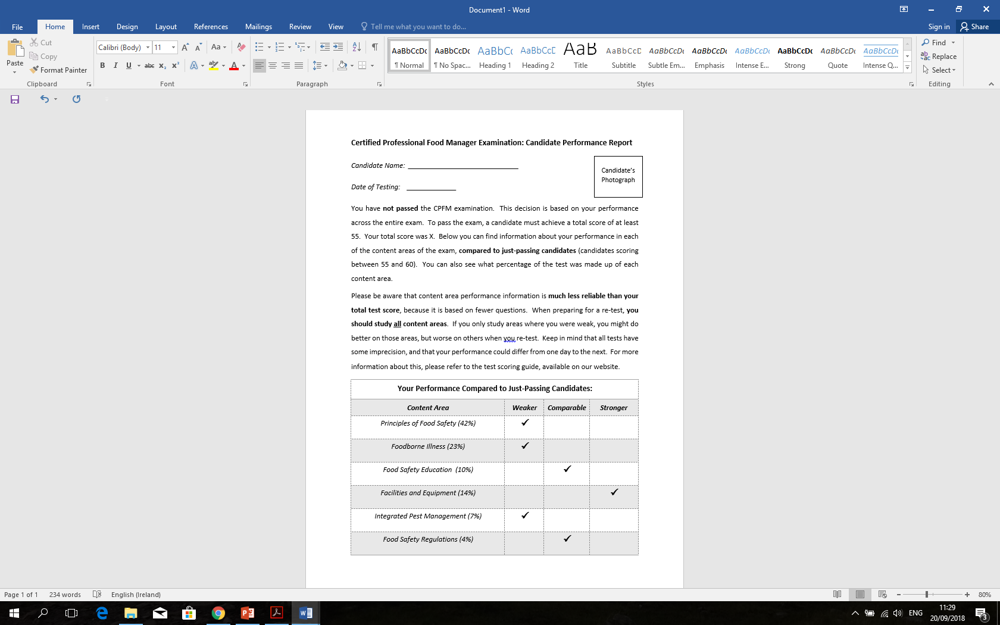 Document1 - Word
File Home Insert Design Layout References Mailings Review View Tell me what you want to do... Sign in Share
Paste
Cut
Copy
Format Painter
Clipboard
Calibri (Body) 11
Font
Paragraph
AaBbCcDc AaBbCcDc AaBbCc AaBbCcD AaB AaBbCcD AaBbCcDc AaBbCcDc AaBbCcDc AaBbCcDc AaBbCcDc AaBbCcDc
¶ Normal ¶ No Spac... Heading 1 Heading 2 Title Subtitle Subtle Em... Emphasis Intense E... Strong Quote Intense Q...
Styles
Find
Replace
Select
Editing
Certified Professional Food Manager Examination: Candidate Performance Report
Candidate Name: ____________________________
Candidate's
Photograph
Date of Testing: _____________
You have not passed the CPFM examination. This decision is based on your performance
across the entire exam. To pass the exam, a candidate must achieve a total score of at least
55. Your total score was X. Below you can find information about your performance in each
of the content areas of the exam, compared to just-passing candidates (candidates scoring
between 55 and 60). You can also see what percentage of the test was made up of each
content area.
Please be aware that content area performance information is much less reliable than your
total test score, because it is based on fewer questions. When preparing for a re-test, you
should study all content areas. If you only study areas where you were weak, you might do
better on those areas, but worse on others when you re-test. Keep in mind that all tests have
some imprecision, and that your performance could differ from one day to the next. For more
information about this, please refer to the test scoring guide, available on our website.
Your Performance Compared to Just-Passing Candidates:
Content Area Weaker Comparable Stronger
Principles of Food Safety (42%) ✓
Foodborne Illness (23%) ✓
Food Safety Education (10%) ✓
Facilities and Equipment (14%) ✓
Integrated Pest Management (7%) ✓
Food Safety Regulations (4%) ✓
Page 1 of 1 234 words English (Ireland) 80%
ENG
11:29
20/09/2018
3